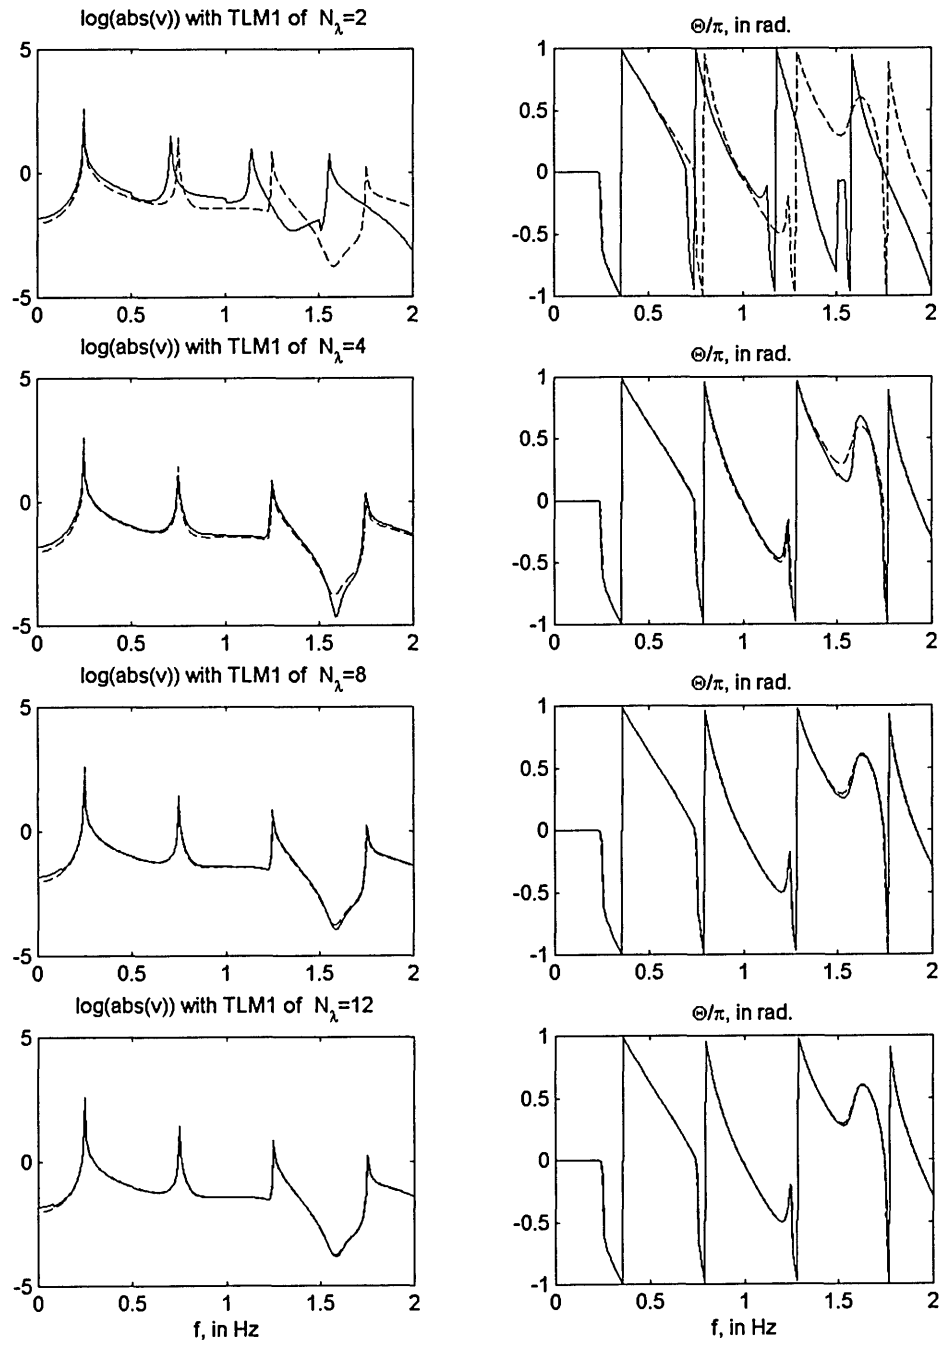 log(abs(v)) with TLM1 of N_λ=2
Θ/π, in rad.
5
0
-5
0 0.5 1 1.5 2
1
0.5
0
-0.5
-1
0 0.5 1 1.5 2
log(abs(v)) with TLM1 of N_λ=4
Θ/π, in rad.
5
0
-5
0 0.5 1 1.5 2
1
0.5
0
-0.5
-1
0 0.5 1 1.5 2
log(abs(v)) with TLM1 of N_λ=8
Θ/π, in rad.
5
0
-5
0 0.5 1 1.5 2
1
0.5
0
-0.5
-1
0 0.5 1 1.5 2
log(abs(v)) with TLM1 of N_λ=12
Θ/π, in rad.
5
0
-5
0 0.5 1 1.5 2
f, in Hz
1
0.5
0
-0.5
-1
0 0.5 1 1.5 2
f, in Hz